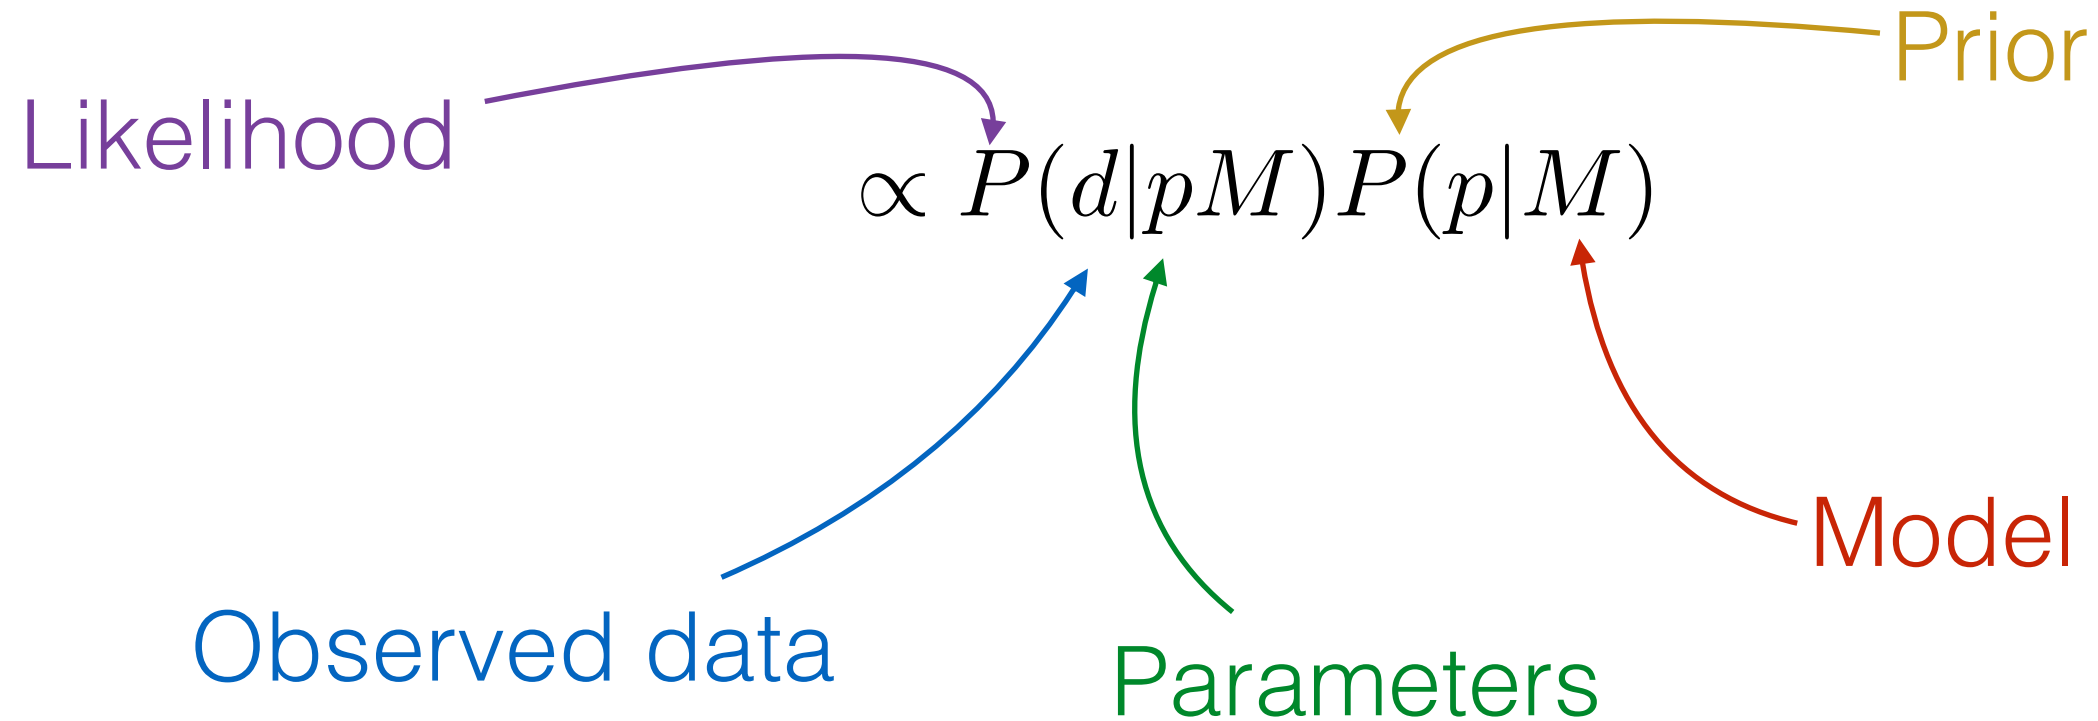 Prior
Likelihood
∝ P(d|pM)P(p|M)
Model
Observed data
Parameters